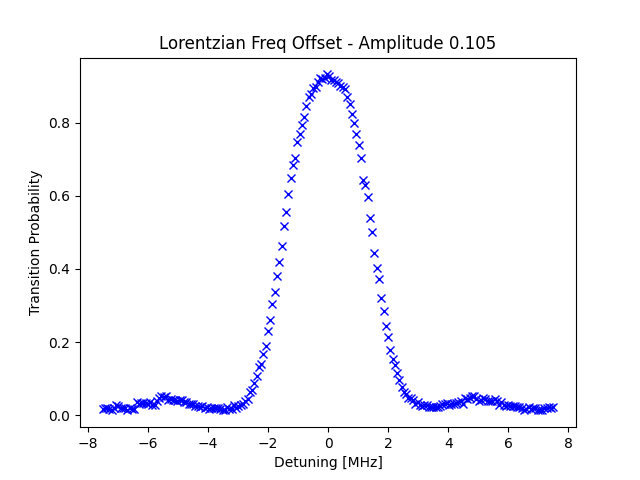 Lorentzian Freq Offset - Amplitude 0.105
Transition Probability
0.8
0.6
0.4
0.2
0.0
−8 −6 −4 −2 0 2 4 6 8
Detuning [MHz]